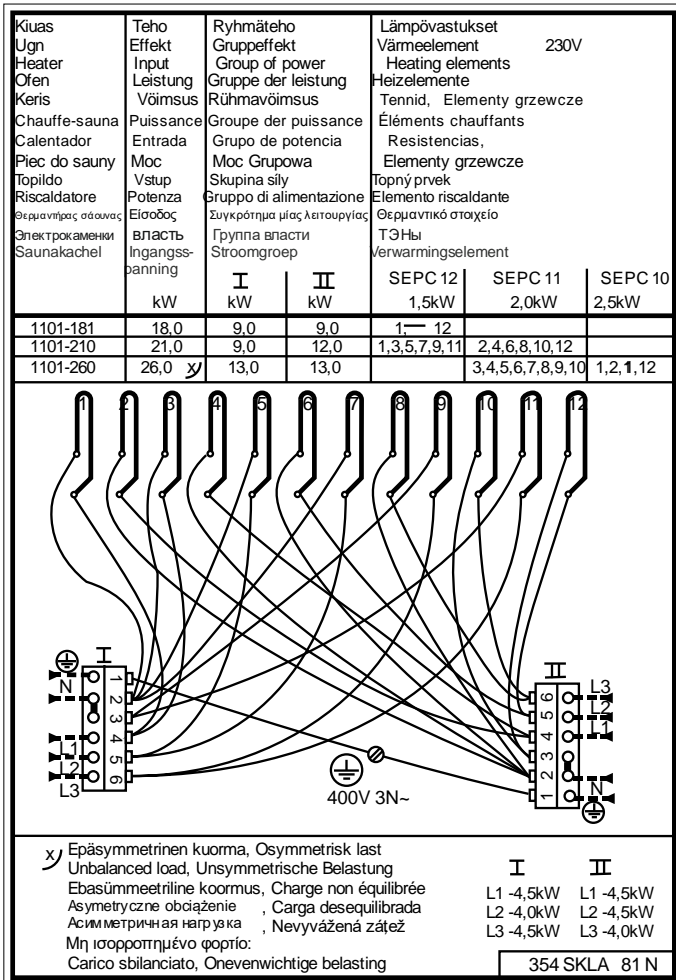 Kiuas Teho Ryhmäteho Lämpövastukset
Ugn Effekt Gruppeffekt Värmeelement 230V
Heater Input Group of power Heating elements
Ofen Leistung Gruppe der leistung Heizelemente
Keris Vöimsus Rühmavöimsus Tennid, Elementy grzewcze
Chauffe-sauna Puissance Groupe der puissance Éléments chauffants
Calentador Entrada Grupo de potencia Resistencias,
Piec do sauny Moc Moc Grupowa Elementy grzewcze
Topildo Vstup Skupina síly Topný prvek
Riscaldatore Potenza Gruppo di alimentazione Elemento riscaldante
Θερμαντήρας σάουνας Είσοδος Συγκρότημα μίας λειτουργίας Θερμαντικό στοιχείο
Электрокаменки власть Группа власти ТЭНы
Saunakachel Ingangss- Stroomgroep Verwarmingselement
panning
I II SEPC 12 SEPC 11 SEPC 10
kW kW kW 1,5kW 2,0kW 2,5kW
1101-181 18,0 9,0 9,0 1,— 12
1101-210 21,0 9,0 12,0 1,3,5,7,9,11 2,4,6,8,10,12
1101-260 26,0 x) 13,0 13,0 3,4,5,6,7,8,9,10 1,2,11,12
1 2 3 4 5 6 7 8 9 10 11 12
I
N
L1
L2
L3
1 2 3 4 5 6
400V 3N~
II
6 5 4 3 2 1
L3
L2
L1
N
x) Epäsymmetrinen kuorma, Osymmetrisk last
Unbalanced load, Unsymmetrische Belastung
Ebasümmeetriline koormus, Charge non équilibrée
Asymetryczne obciążenie , Carga desequilibrada
Асимметричная нагрузка , Nevyvážená zátež
Μη ισορροπημένο φορτίο:
Carico sbilanciato, Onevenwichtige belasting
I II
L1 -4,5kW L1 -4,5kW
L2 -4,0kW L2 -4,5kW
L3 -4,5kW L3 -4,0kW
354 SKLA 81 N